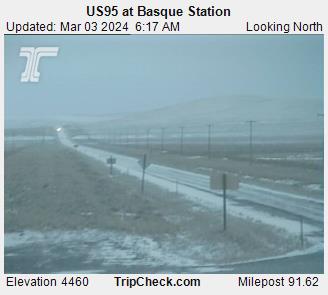 US95 at Basque Station
Updated: Mar 03 2024 6:17 AM Looking North
Elevation 4460 TripCheck.com Milepost 91.62